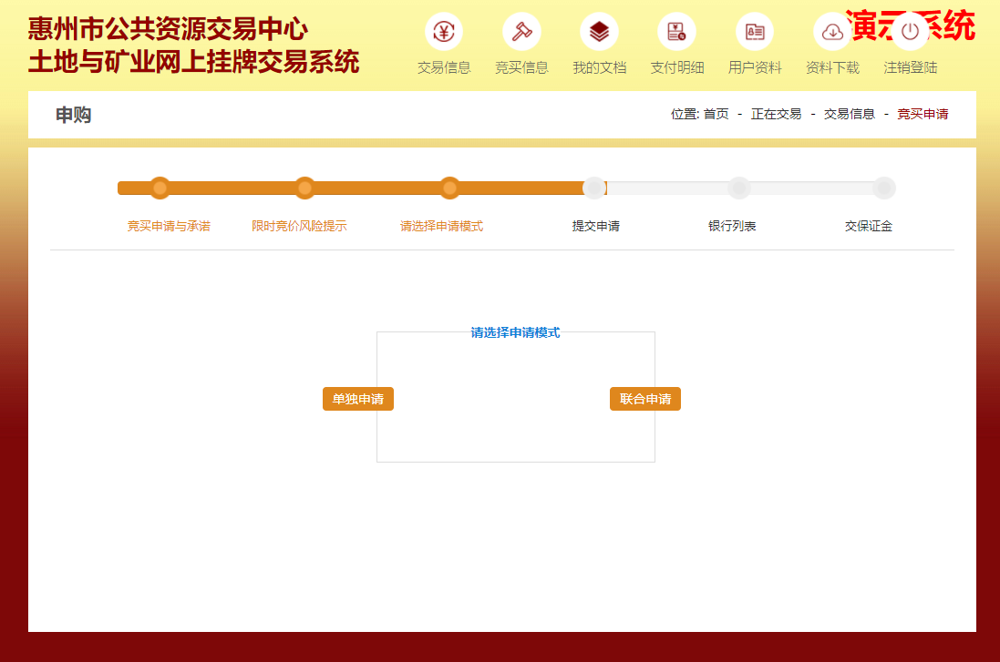 惠州市公共资源交易中心
土地与矿业网上挂牌交易系统
演示系统
交易信息 竞买信息 我的文档 支付明细 用户资料 资料下载 注销登陆
申购
位置: 首页 - 正在交易 - 交易信息 - 竞买申请
竞买申请与承诺 限时竞价风险提示 请选择申请模式 提交申请 银行列表 交保证金
请选择申请模式
单独申请 联合申请